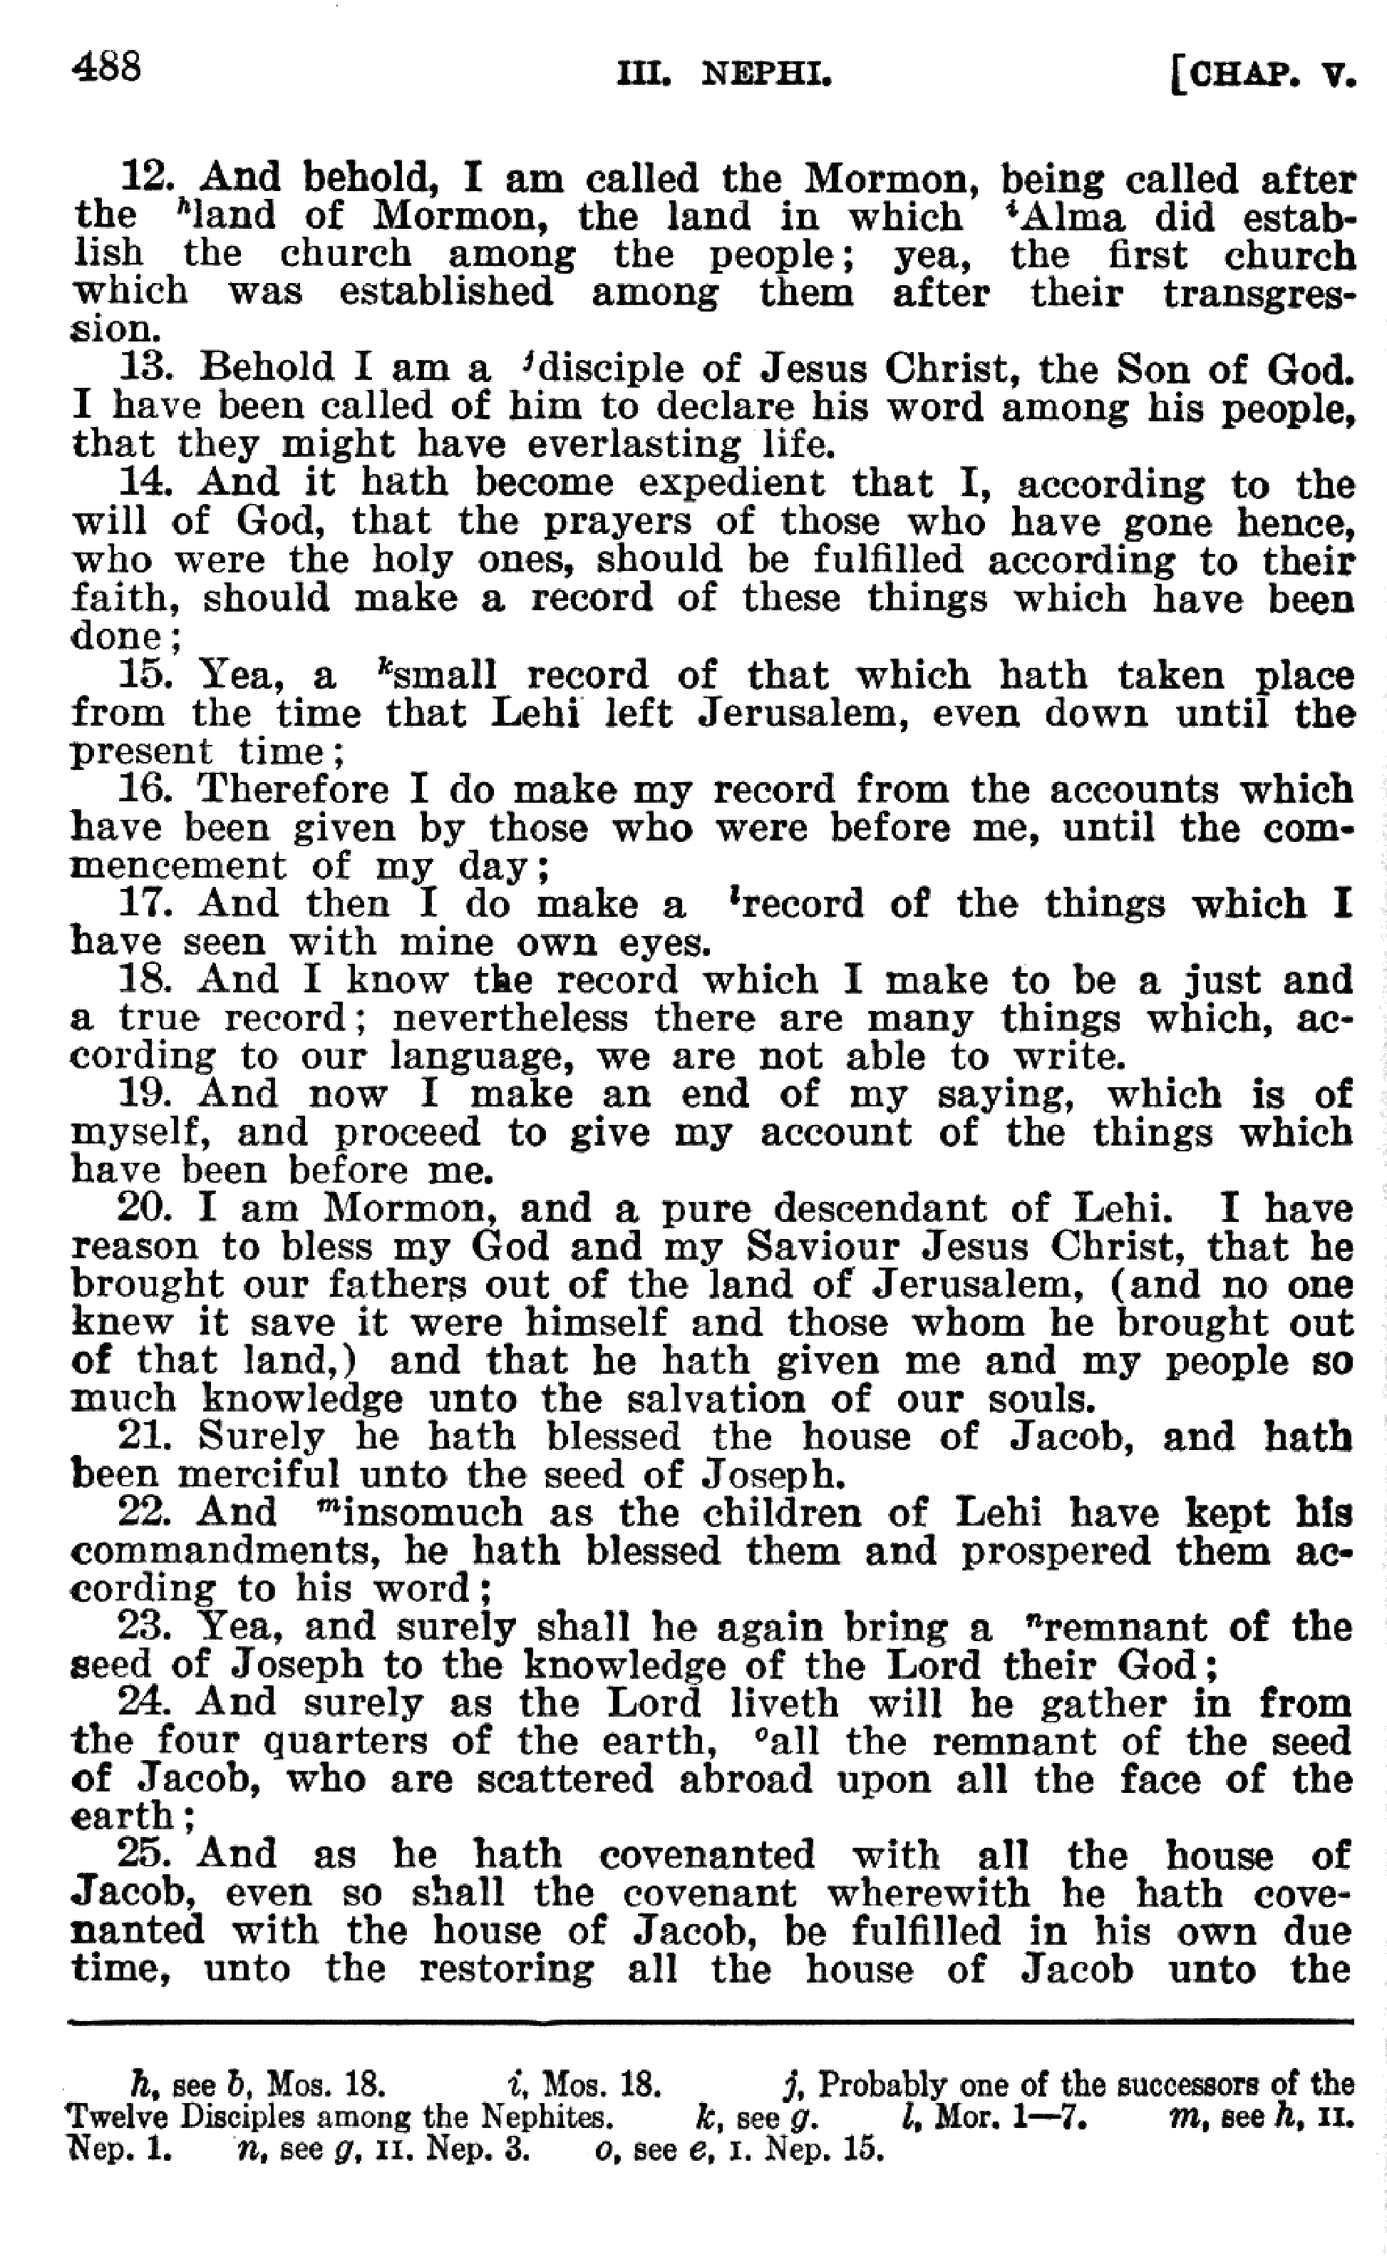 488 III. NEPHI. [CHAP. V.
12. And behold, I am called the Mormon, being called after
the hland of Mormon, the land in which iAlma did estab-
lish the church among the people; yea, the first church
which was established among them after their transgres-
sion.
13. Behold I am a jdisciple of Jesus Christ, the Son of God.
I have been called of him to declare his word among his people,
that they might have everlasting life.
14. And it hath become expedient that I, according to the
will of God, that the prayers of those who have gone hence,
who were the holy ones, should be fulfilled according to their
faith, should make a record of these things which have been
done;
15. Yea, a ksmall record of that which hath taken place
from the time that Lehi left Jerusalem, even down until the
present time;
16. Therefore I do make my record from the accounts which
have been given by those who were before me, until the com-
mencement of my day;
17. And then I do make a lrecord of the things which I
have seen with mine own eyes.
18. And I know the record which I make to be a just and
a true record; nevertheless there are many things which, ac-
cording to our language, we are not able to write.
19. And now I make an end of my saying, which is of
myself, and proceed to give my account of the things which
have been before me.
20. I am Mormon, and a pure descendant of Lehi. I have
reason to bless my God and my Saviour Jesus Christ, that he
brought our fathers out of the land of Jerusalem, (and no one
knew it save it were himself and those whom he brought out
of that land,) and that he hath given me and my people so
much knowledge unto the salvation of our souls.
21. Surely he hath blessed the house of Jacob, and hath
been merciful unto the seed of Joseph.
22. And minsomuch as the children of Lehi have kept his
commandments, he hath blessed them and prospered them ac-
cording to his word;
23. Yea, and surely shall he again bring a nremnant of the
seed of Joseph to the knowledge of the Lord their God;
24. And surely as the Lord liveth will he gather in from
the four quarters of the earth, oall the remnant of the seed
of Jacob, who are scattered abroad upon all the face of the
earth;
25. And as he hath covenanted with all the house of
Jacob, even so shall the covenant wherewith he hath cove-
nanted with the house of Jacob, be fulfilled in his own due
time, unto the restoring all the house of Jacob unto the
h, see b, Mos. 18. i, Mos. 18. j, Probably one of the successors of the
Twelve Disciples among the Nephites. k, see g. l, Mor. 1—7. m, see h, II.
Nep. 1. n, see g, II. Nep. 3. o, see e, I. Nep. 15.